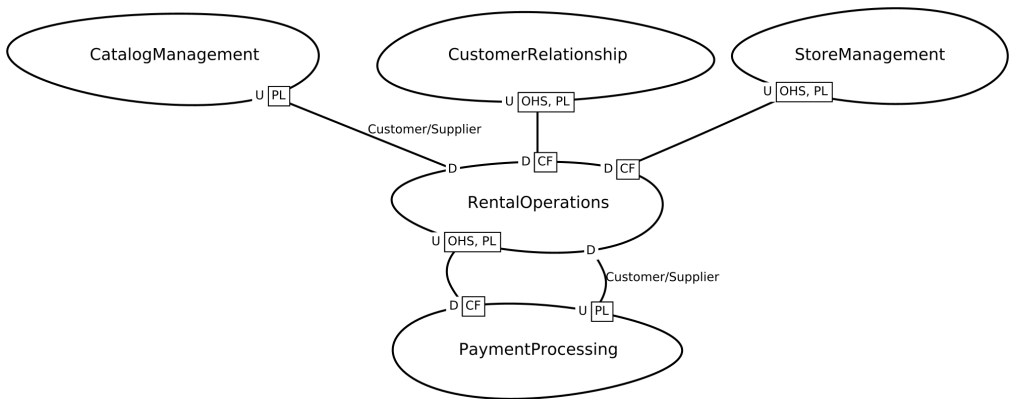 CatalogManagement
CustomerRelationship
StoreManagement
U PL
U OHS, PL
U OHS, PL
Customer/Supplier
D
D CF
D CF
RentalOperations
U OHS, PL
D
Customer/Supplier
D CF
U PL
PaymentProcessing